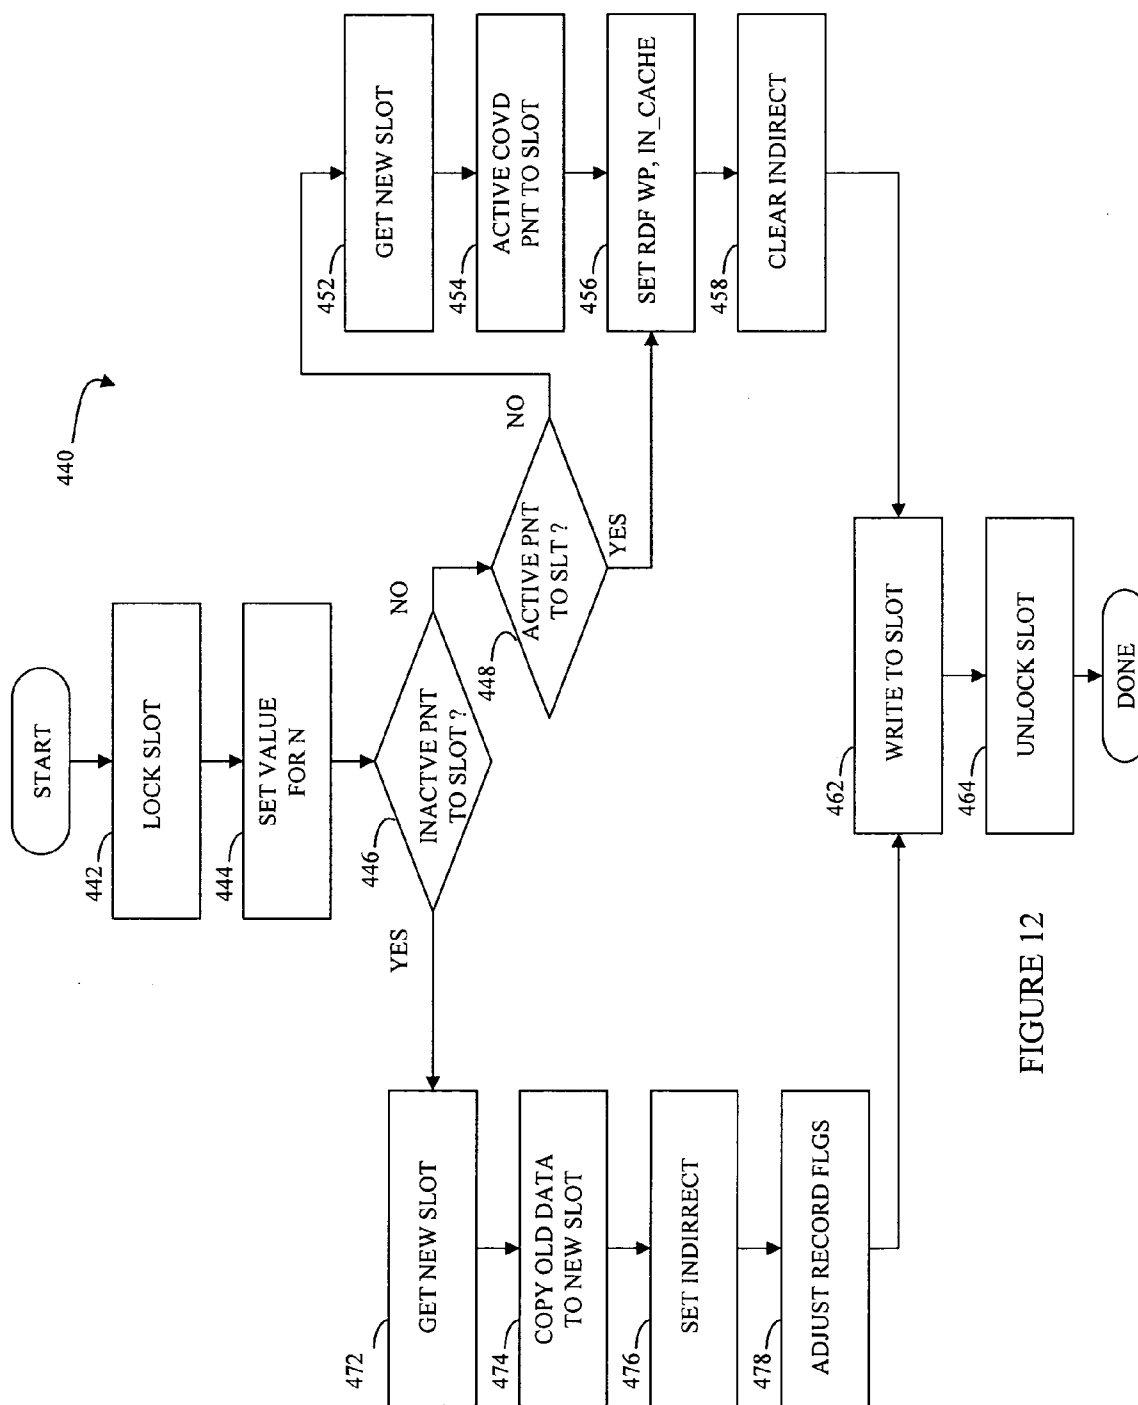 440
START
442
LOCK SLOT
444
SET VALUE
FOR N
446
INACTVE PNT
TO SLOT ?
YES
NO
448
ACTIVE PNT
TO SLT ?
NO
YES
452
GET NEW SLOT
454
ACTIVE COVD
PNT TO SLOT
456
SET RDF WP, IN_CACHE
458
CLEAR INDIRECT
472
GET NEW SLOT
474
COPY OLD DATA
TO NEW SLOT
476
SET INDIRRECT
478
ADJUST RECORD FLGS
462
WRITE TO SLOT
464
UNLOCK SLOT
DONE
FIGURE 12